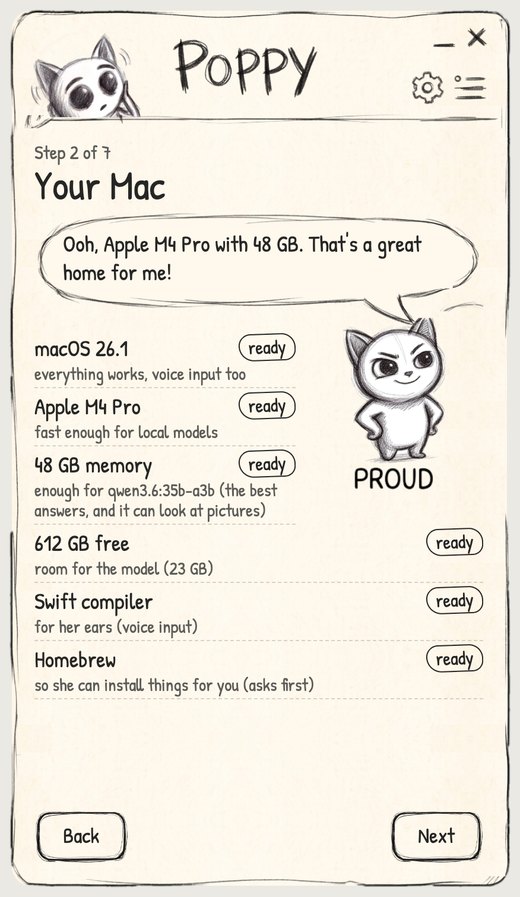 POPPY
Step 2 of 7
Your Mac
Ooh, Apple M4 Pro with 48 GB. That's a great
home for me!
macOS 26.1 ready
everything works, voice input too
Apple M4 Pro ready
fast enough for local models
48 GB memory ready
enough for qwen3.6:35b-a3b (the best
answers, and it can look at pictures)
PROUD
612 GB free ready
room for the model (23 GB)
Swift compiler ready
for her ears (voice input)
Homebrew ready
so she can install things for you (asks first)
Back Next